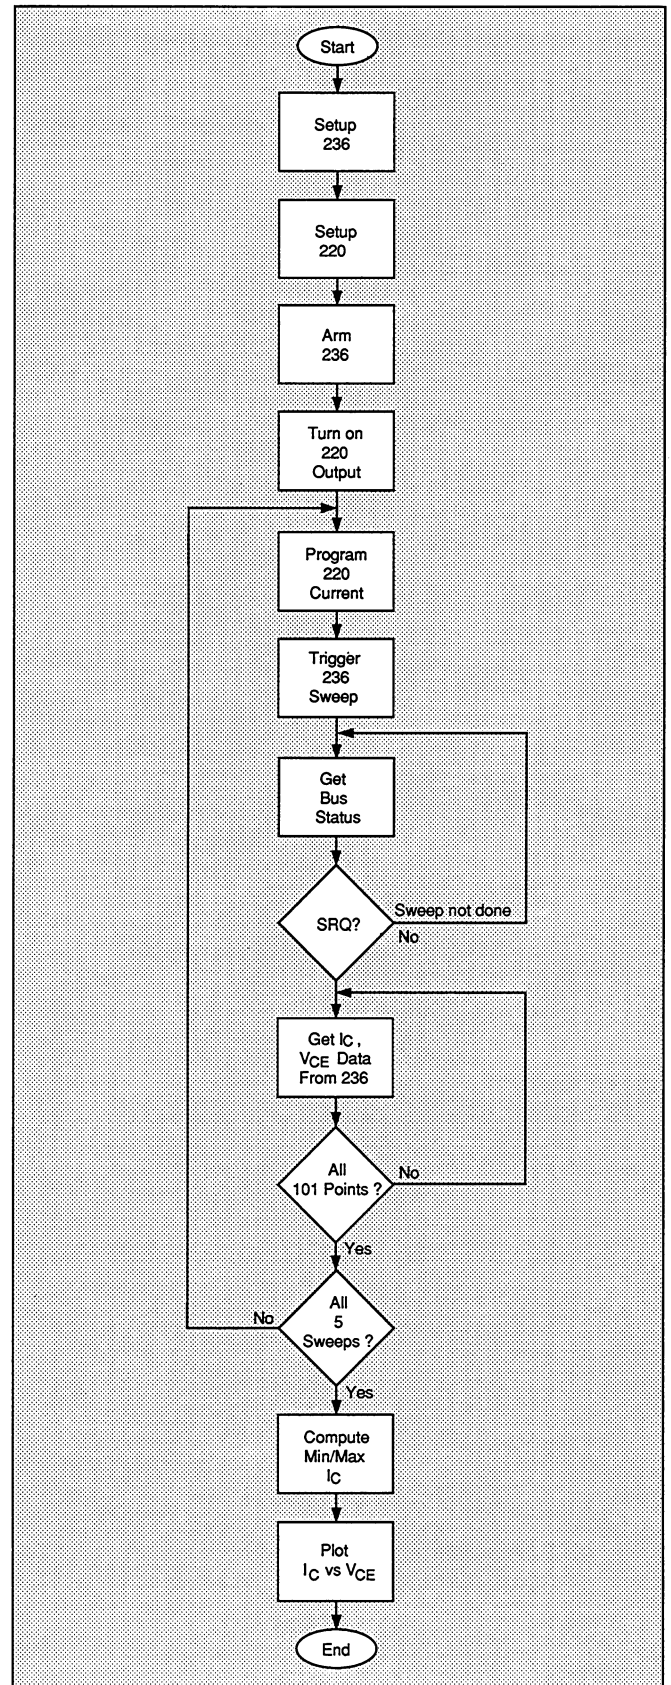 Start
Setup
236
Setup
220
Arm
236
Turn on
220
Output
Program
220
Current
Trigger
236
Sweep
Get
Bus
Status
SRQ?
Sweep not done
No
Get IC ,
VCE Data
From 236
All
101 Points ?
No
Yes
All
5
Sweeps ?
No
Yes
Compute
Min/Max
IC
Plot
IC vs VCE
End